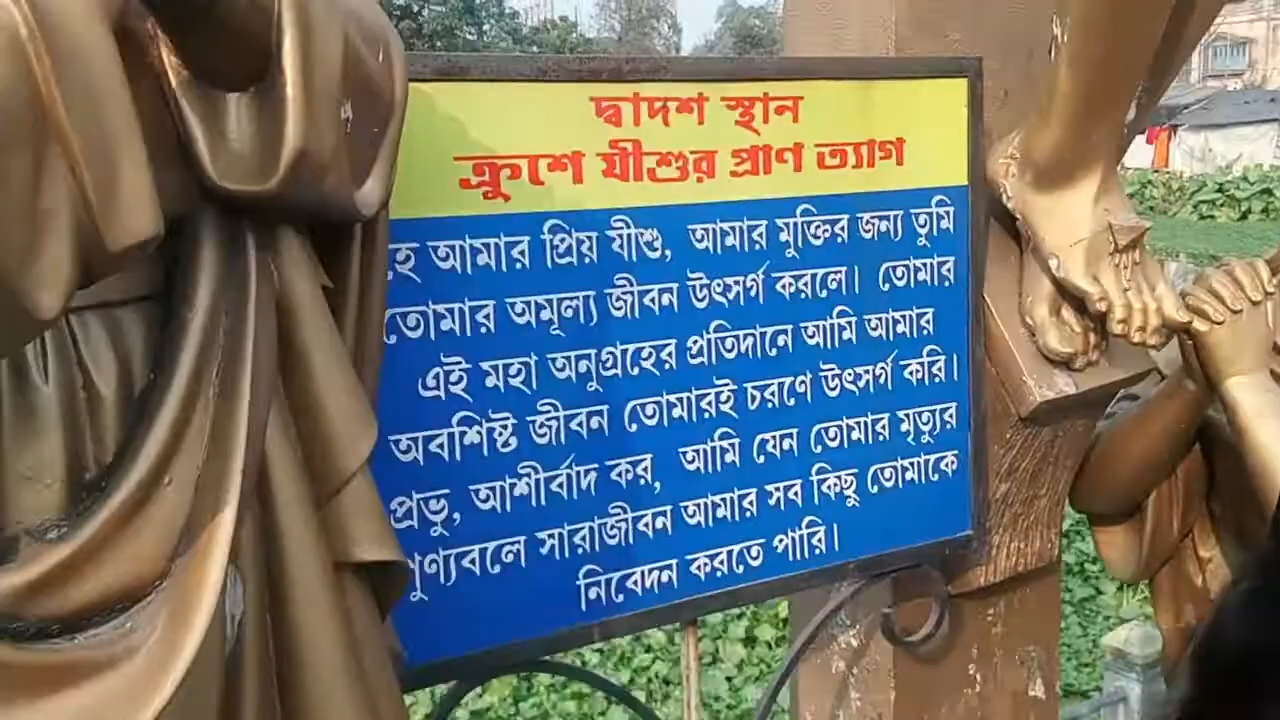 দ্বাদশ স্থান
ক্রুশে যীশুর প্রাণ ত্যাগ
হে আমার প্রিয় যীশু, আমার মুক্তির জন্য তুমি
তোমার অমূল্য জীবন উৎসর্গ করলে। তোমার
এই মহা অনুগ্রহের প্রতিদানে আমি আমার
অবশিষ্ট জীবন তোমারই চরণে উৎসর্গ করি।
প্রভু, আশীর্বাদ কর, আমি যেন তোমার মৃত্যুর
পুণ্যবলে সারাজীবন আমার সব কিছু তোমাকে
নিবেদন করতে পারি।